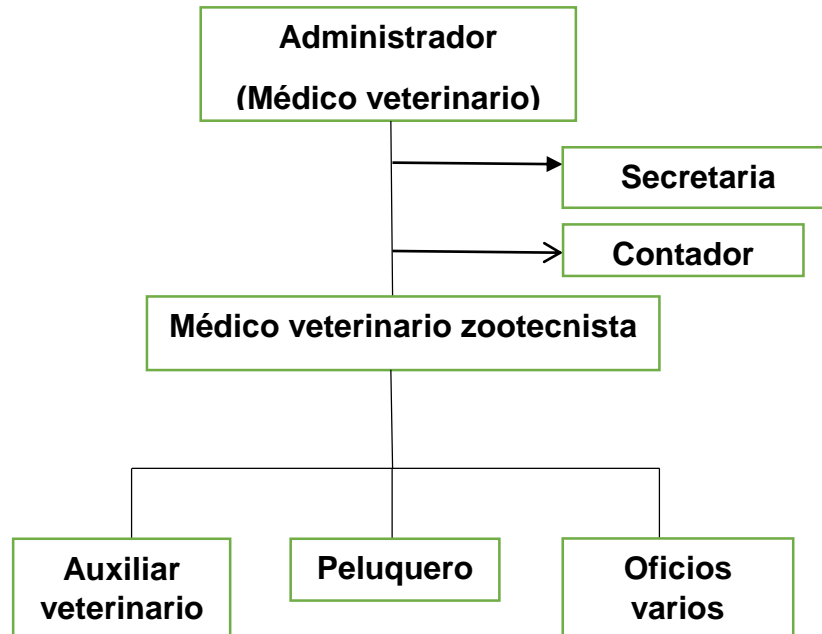 Administrador
(Médico veterinario)
Secretaria
Contador
Médico veterinario zootecnista
Auxiliar
veterinario
Peluquero
Oficios
varios